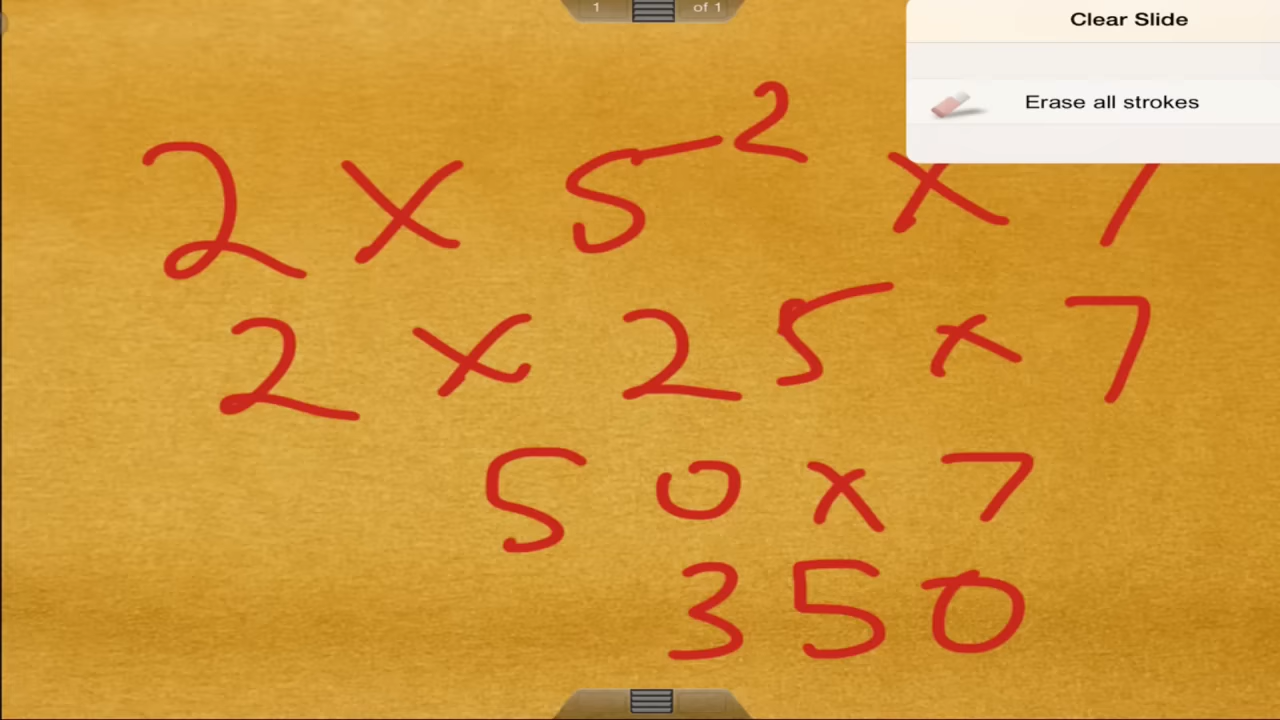 1 of 1
Clear Slide
Erase all strokes
2 x 5² x 7
2 x 25 x 7
50 x 7
350